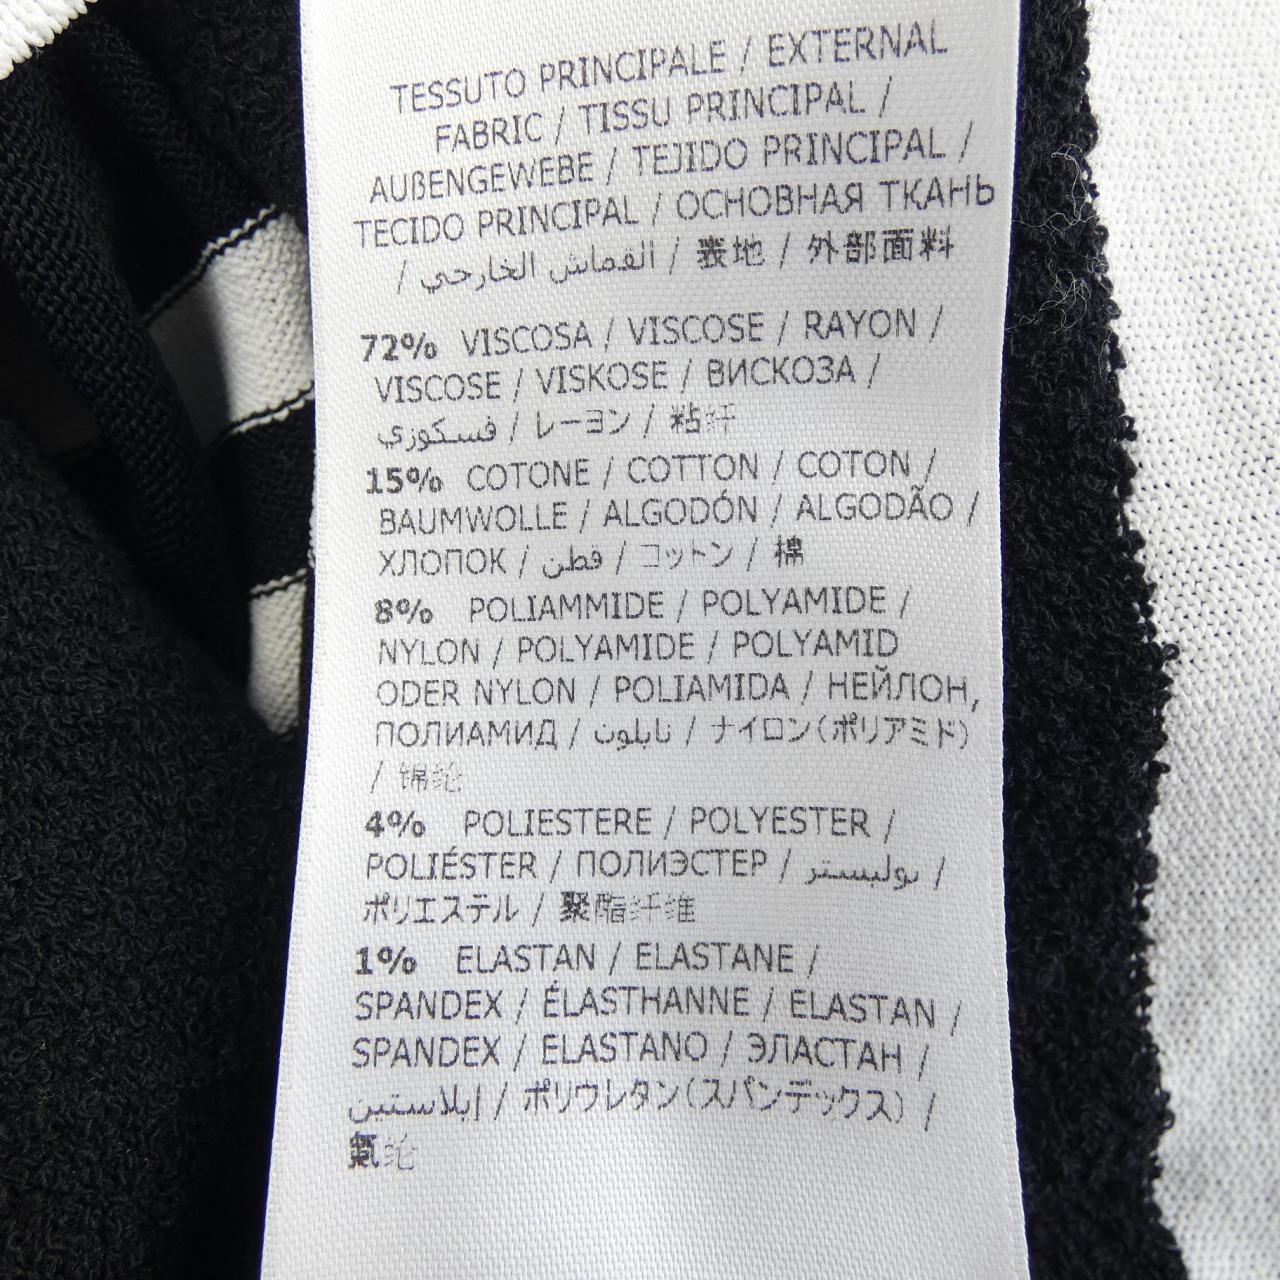 TESSUTO PRINCIPALE / EXTERNAL
FABRIC / TISSU PRINCIPAL /
AUßENGEWEBE / TEJIDO PRINCIPAL /
TECIDO PRINCIPAL / ОСНОВНАЯ ТКАНЬ
/ القماش الخارجي / 表地 / 外部面料
72% VISCOSA / VISCOSE / RAYON /
VISCOSE / VISKOSE / ВИСКОЗА /
فسكوزي / レーヨン / 粘纤
15% COTONE / COTTON / COTON /
BAUMWOLLE / ALGODÓN / ALGODÃO /
ХЛОПОК / قطن / コットン / 棉
8% POLIAMMIDE / POLYAMIDE /
NYLON / POLYAMIDE / POLYAMID
ODER NYLON / POLIAMIDA / НЕЙЛОН,
ПОЛИАМИД / نايلون / ナイロン(ポリアミド)
/ 锦纶
4% POLIESTERE / POLYESTER /
POLIÉSTER / ПОЛИЭСТЕР / بوليستر /
ポリエステル / 聚酯纤维
1% ELASTAN / ELASTANE /
SPANDEX / ÉLASTHANNE / ELASTAN /
SPANDEX / ELASTANO / ЭЛАСТАН /
إيلاستين / ポリウレタン(スパンデックス) /
氨纶